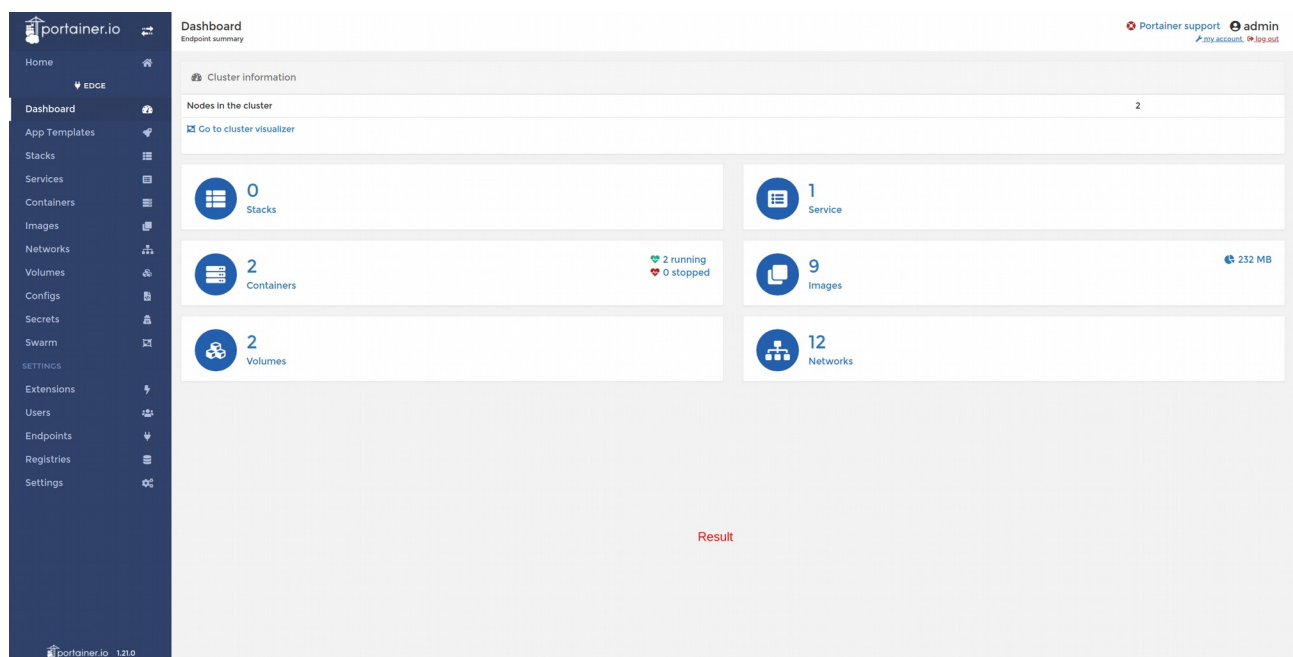 portainer.io
Home
EDGE
Dashboard
App Templates
Stacks
Services
Containers
Images
Networks
Volumes
Configs
Secrets
Swarm
SETTINGS
Extensions
Users
Endpoints
Registries
Settings
portainer.io 1.21.0
Dashboard
Endpoint summary
Portainer support admin
my account log out
Cluster information
Nodes in the cluster 2
Go to cluster visualizer
0
Stacks
1
Service
2
Containers
2 running
0 stopped
9
Images
232 MB
2
Volumes
12
Networks
Result